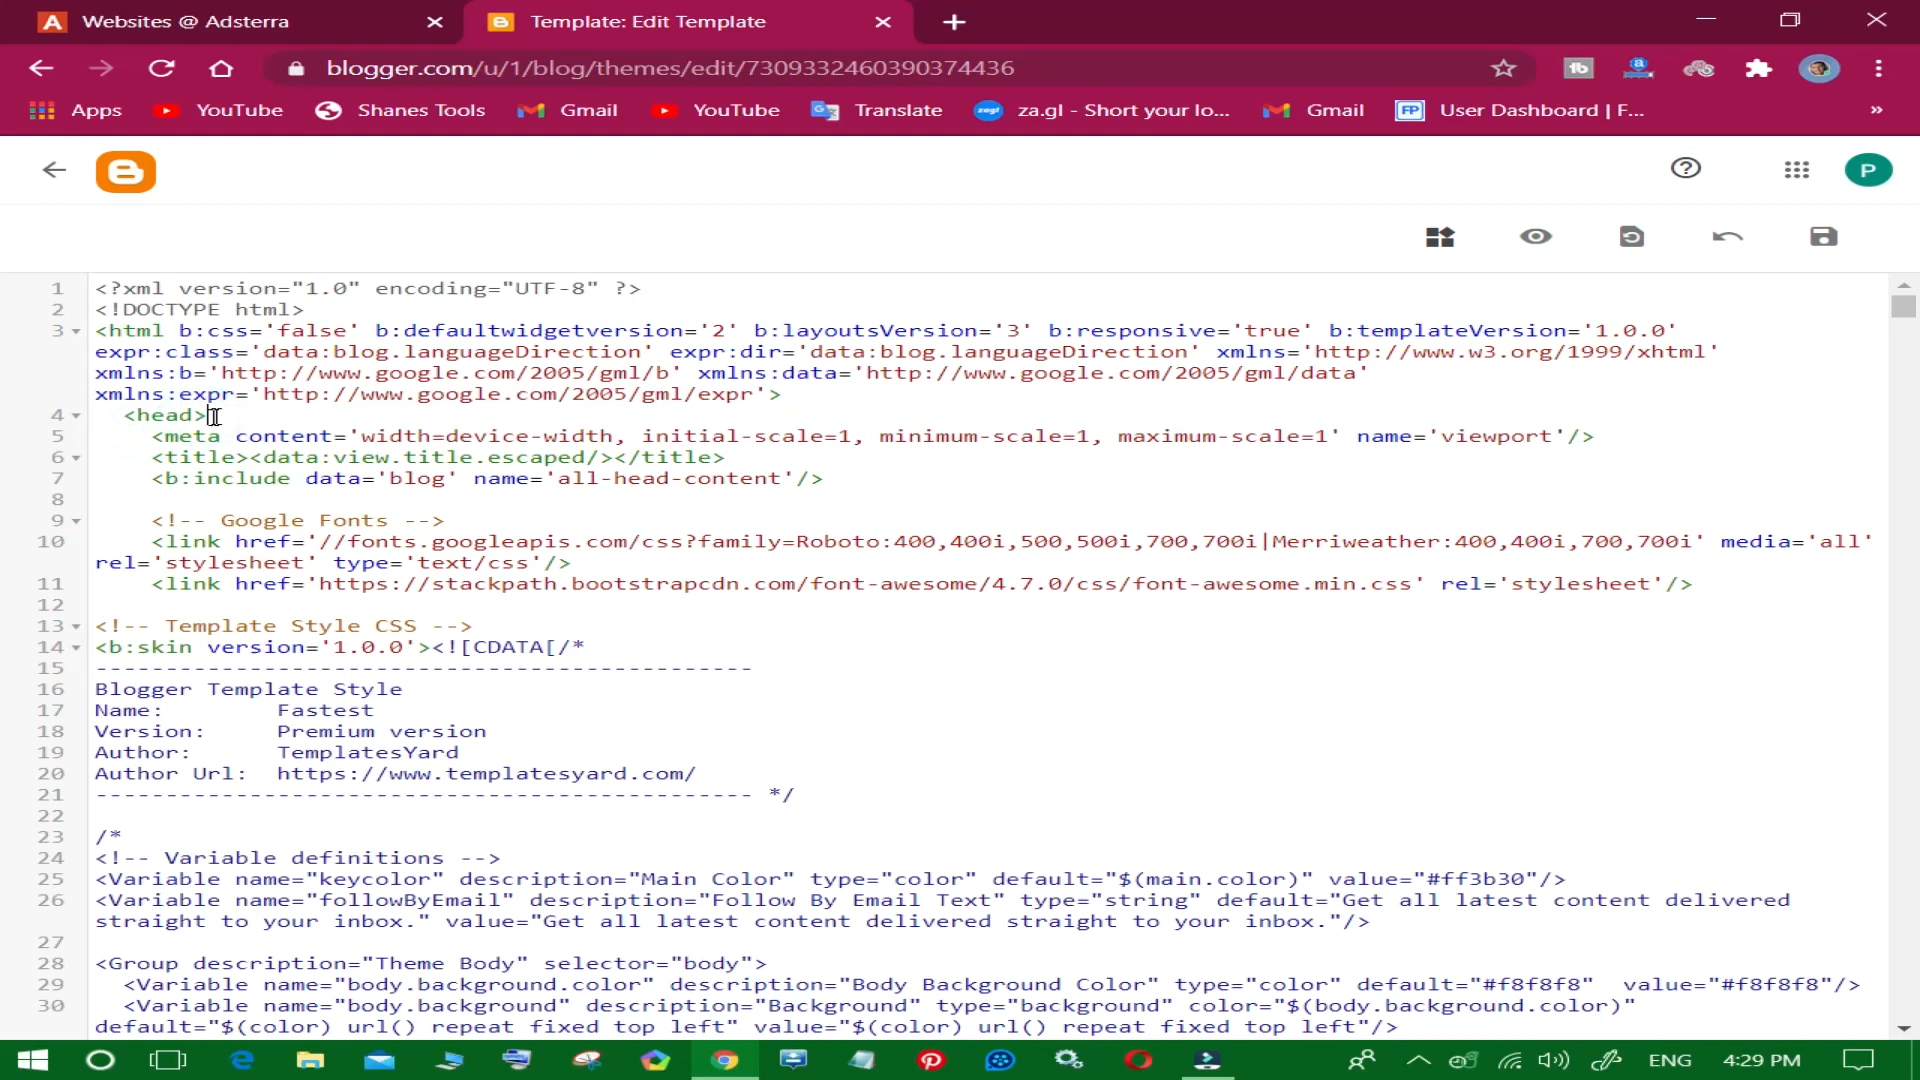 Websites @ Adsterra
Template: Edit Template
blogger.com/u/1/blog/themes/edit/7309332460390374436
Apps YouTube Shanes Tools Gmail YouTube Translate za.gl - Short your lo... Gmail User Dashboard | F... »
P
1 <?xml version="1.0" encoding="UTF-8" ?>
2 <!DOCTYPE html>
3 <html b:css='false' b:defaultwidgetversion='2' b:layoutsVersion='3' b:responsive='true' b:templateVersion='1.0.0'
expr:class='data:blog.languageDirection' expr:dir='data:blog.languageDirection' xmlns='http://www.w3.org/1999/xhtml'
xmlns:b='http://www.google.com/2005/gml/b' xmlns:data='http://www.google.com/2005/gml/data'
xmlns:expr='http://www.google.com/2005/gml/expr'>
4 <head>
5 <meta content='width=device-width, initial-scale=1, minimum-scale=1, maximum-scale=1' name='viewport'/>
6 <title><data:view.title.escaped/></title>
7 <b:include data='blog' name='all-head-content'/>
8
9 <!-- Google Fonts -->
10 <link href='//fonts.googleapis.com/css?family=Roboto:400,400i,500,500i,700,700i|Merriweather:400,400i,700,700i' media='all'
rel='stylesheet' type='text/css'/>
11 <link href='https://stackpath.bootstrapcdn.com/font-awesome/4.7.0/css/font-awesome.min.css' rel='stylesheet'/>
12
13 <!-- Template Style CSS -->
14 <b:skin version='1.0.0'><![CDATA[/*
15 -----------------------------------------------
16 Blogger Template Style
17 Name: Fastest
18 Version: Premium version
19 Author: TemplatesYard
20 Author Url: https://www.templatesyard.com/
21 ----------------------------------------------- */
22
23 /*
24 <!-- Variable definitions -->
25 <Variable name="keycolor" description="Main Color" type="color" default="$(main.color)" value="#ff3b30"/>
26 <Variable name="followByEmail" description="Follow By Email Text" type="string" default="Get all latest content delivered
straight to your inbox." value="Get all latest content delivered straight to your inbox."/>
27
28 <Group description="Theme Body" selector="body">
29 <Variable name="body.background.color" description="Body Background Color" type="color" default="#f8f8f8" value="#f8f8f8"/>
30 <Variable name="body.background" description="Background" type="background" color="$(body.background.color)"
default="$(color) url() repeat fixed top left" value="$(color) url() repeat fixed top left"/>
ENG 4:29 PM